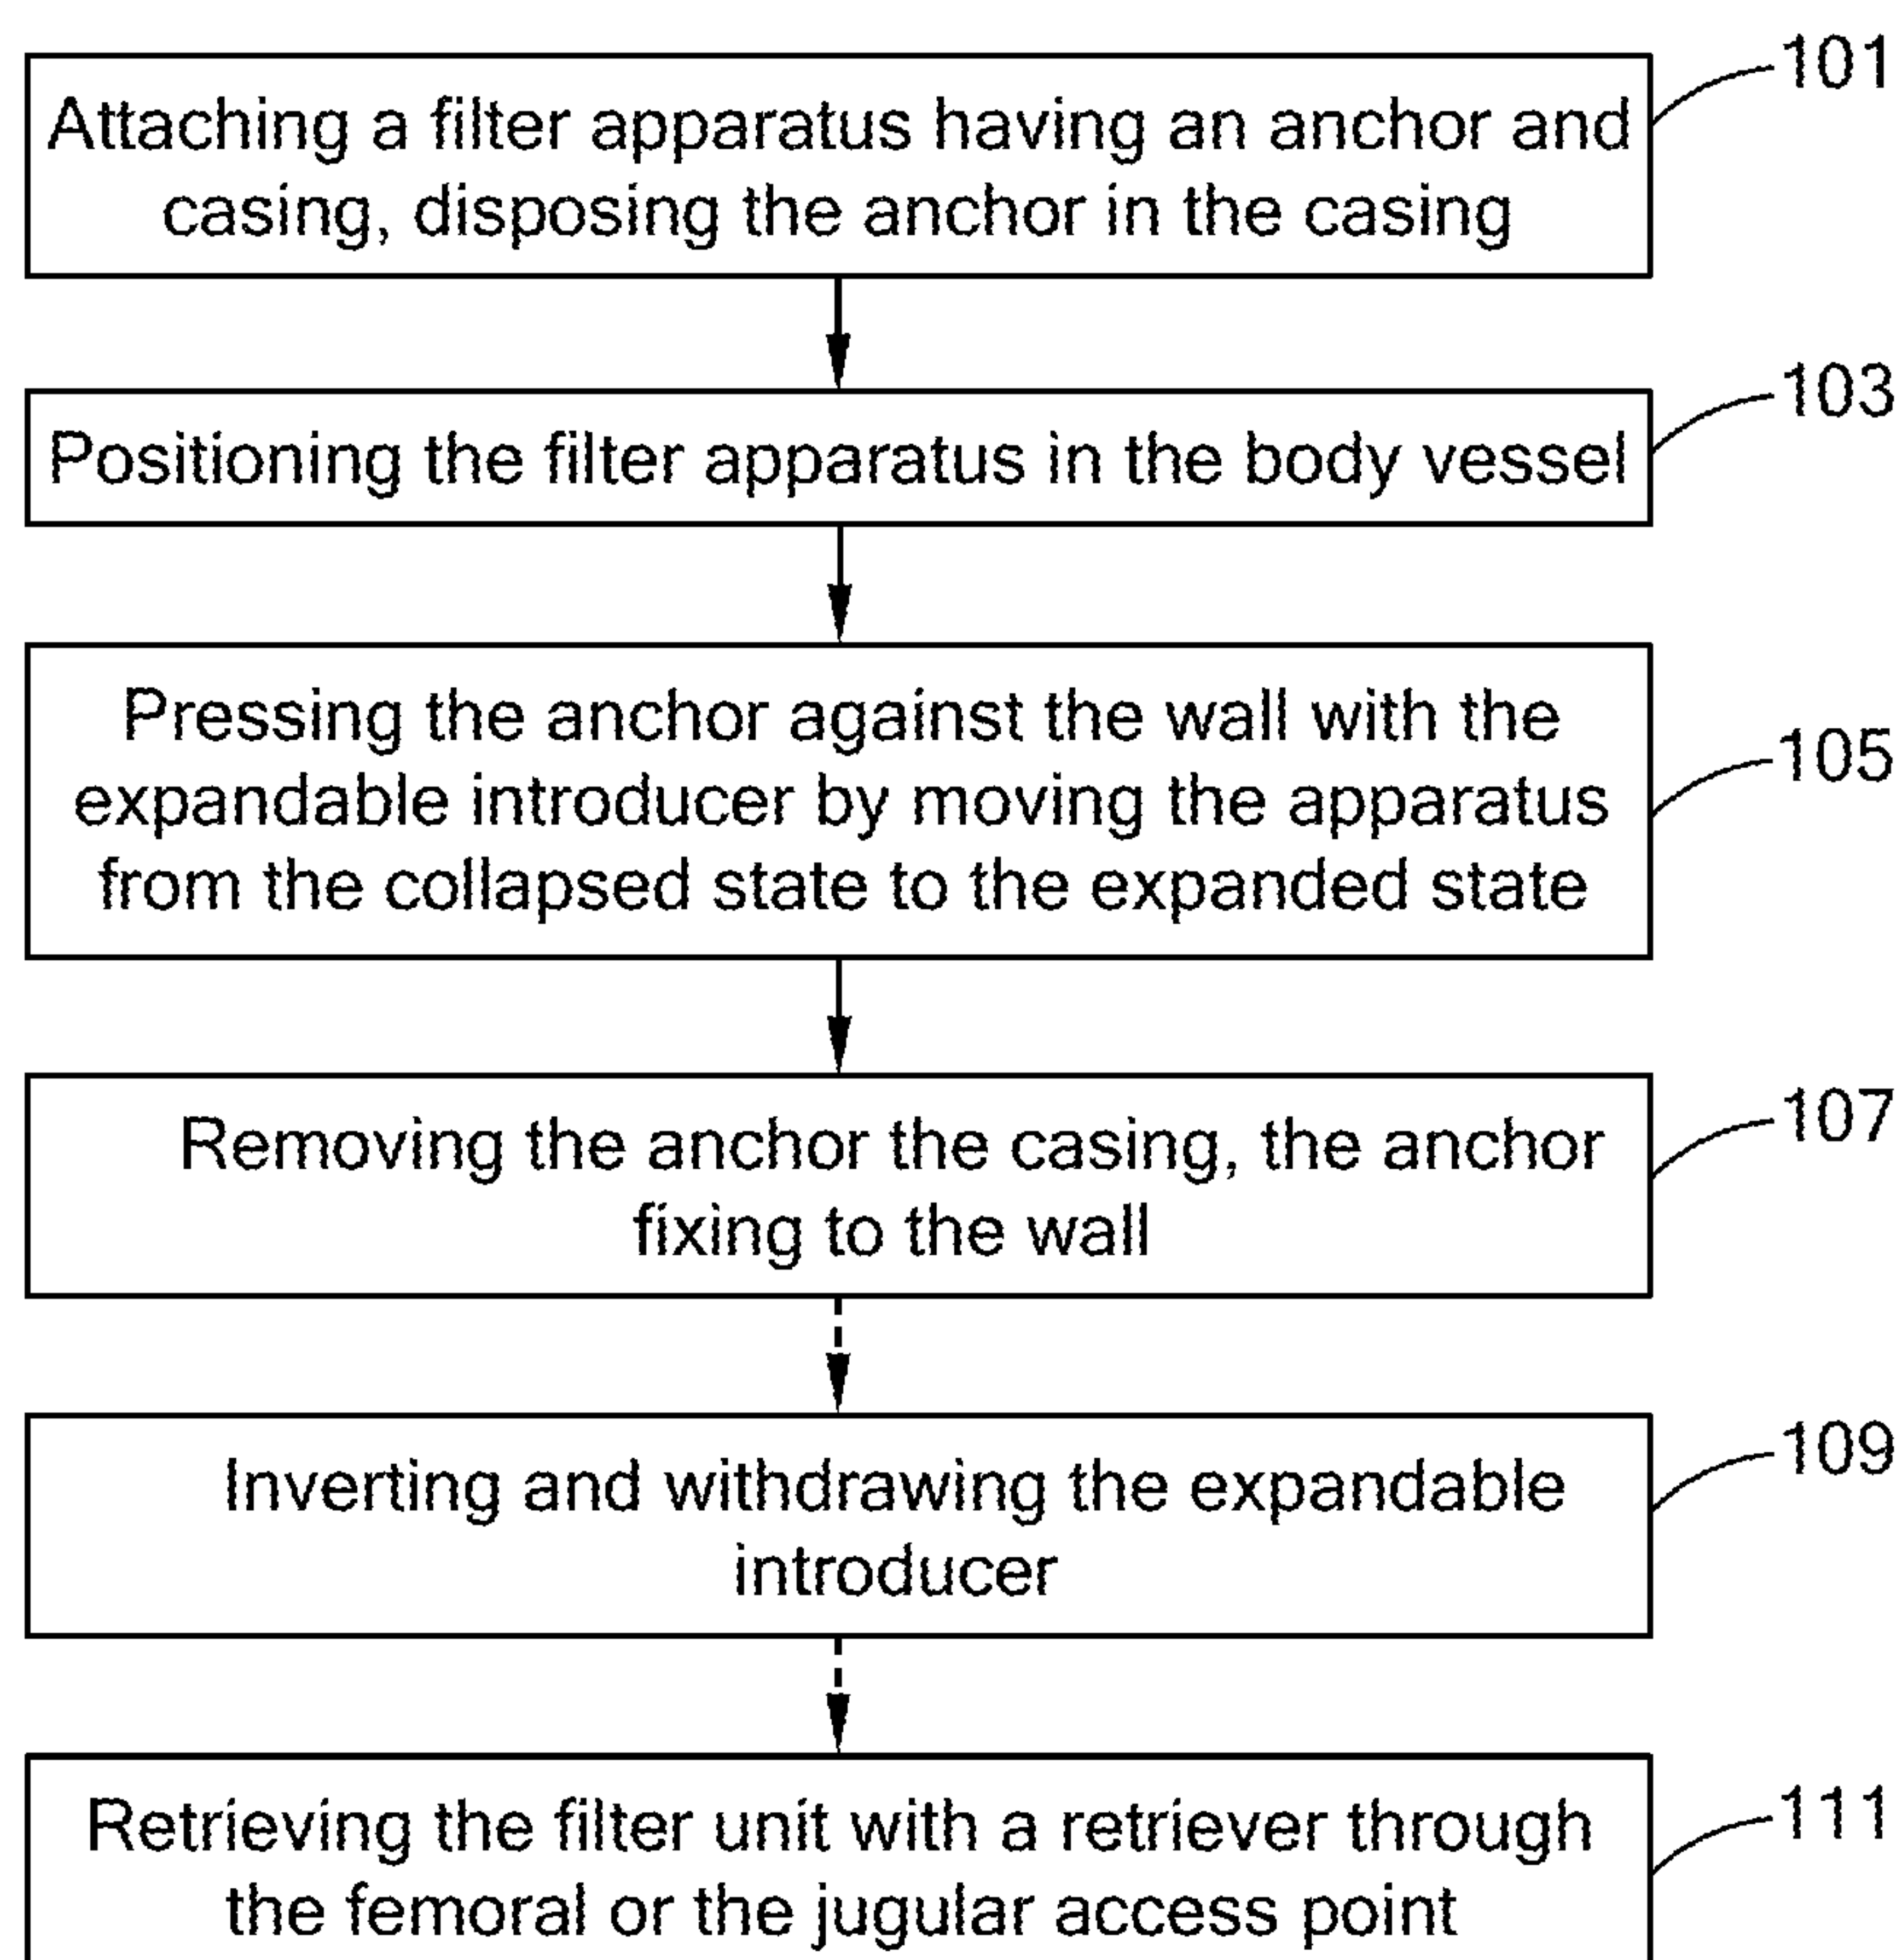 101
Attaching a filter apparatus having an anchor and
casing, disposing the anchor in the casing
103
Positioning the filter apparatus in the body vessel
105
Pressing the anchor against the wall with the
expandable introducer by moving the apparatus
from the collapsed state to the expanded state
107
Removing the anchor the casing, the anchor
fixing to the wall
109
Inverting and withdrawing the expandable
introducer
111
Retrieving the filter unit with a retriever through
the femoral or the jugular access point